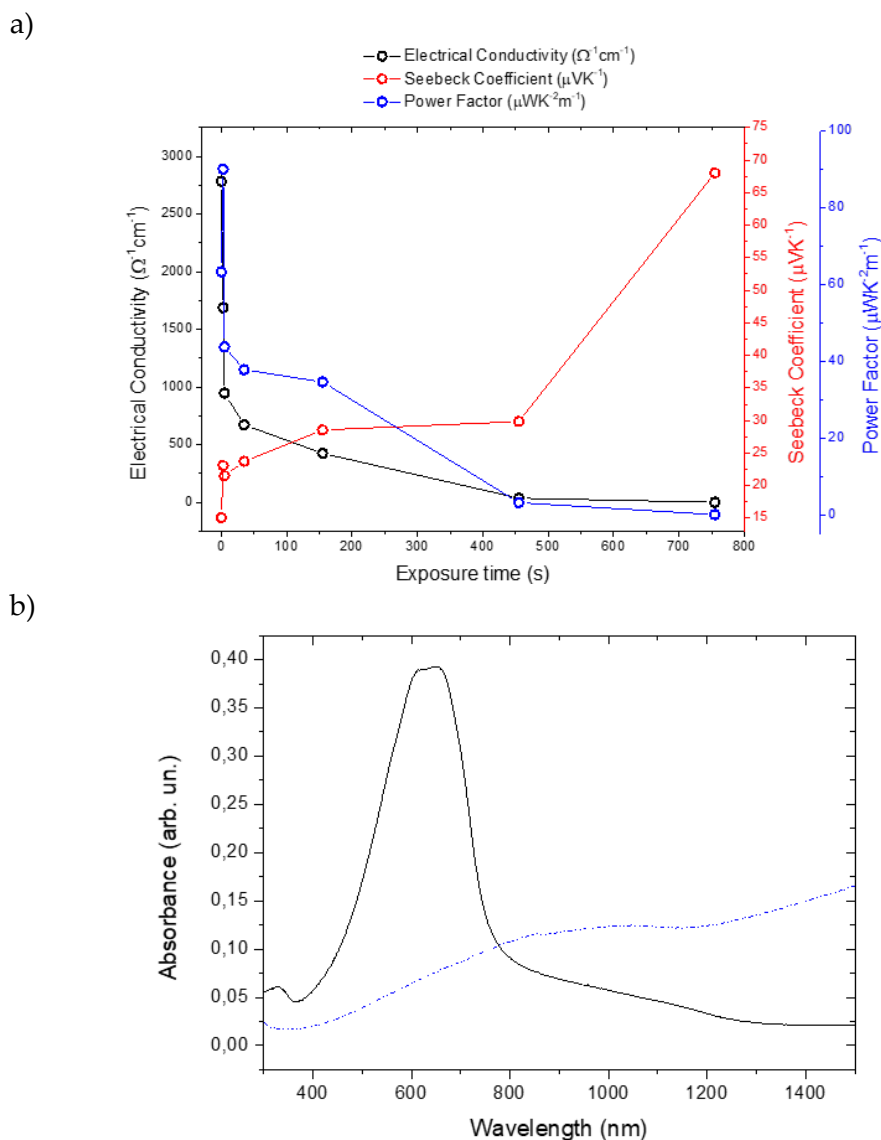 a)
Electrical Conductivity (Ω⁻¹cm⁻¹)
Seebeck Coefficient (μVK⁻¹)
Power Factor (μWK⁻²m⁻¹)
Electrical Conductivity (Ω⁻¹cm⁻¹)
3000
2500
2000
1500
1000
500
0
0 100 200 300 400 500 600 700 800
Exposure time (s)
75
70
65
60
55
50
45
40
35
30
25
20
15
Seebeck Coefficient (μVK⁻¹)
100
80
60
40
20
0
Power Factor (μWK⁻²m⁻¹)
b)
Absorbance (arb. un.)
0,40
0,35
0,30
0,25
0,20
0,15
0,10
0,05
0,00
400 600 800 1000 1200 1400
Wavelength (nm)